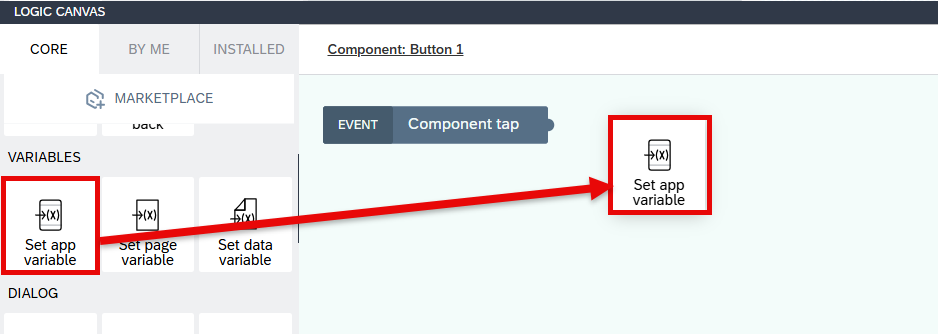 LOGIC CANVAS
CORE
BY ME
INSTALLED
MARKETPLACE
back
VARIABLES
Set app
variable
Set page
variable
Set data
variable
DIALOG
Component: Button 1
EVENT
Component tap
Set app
variable